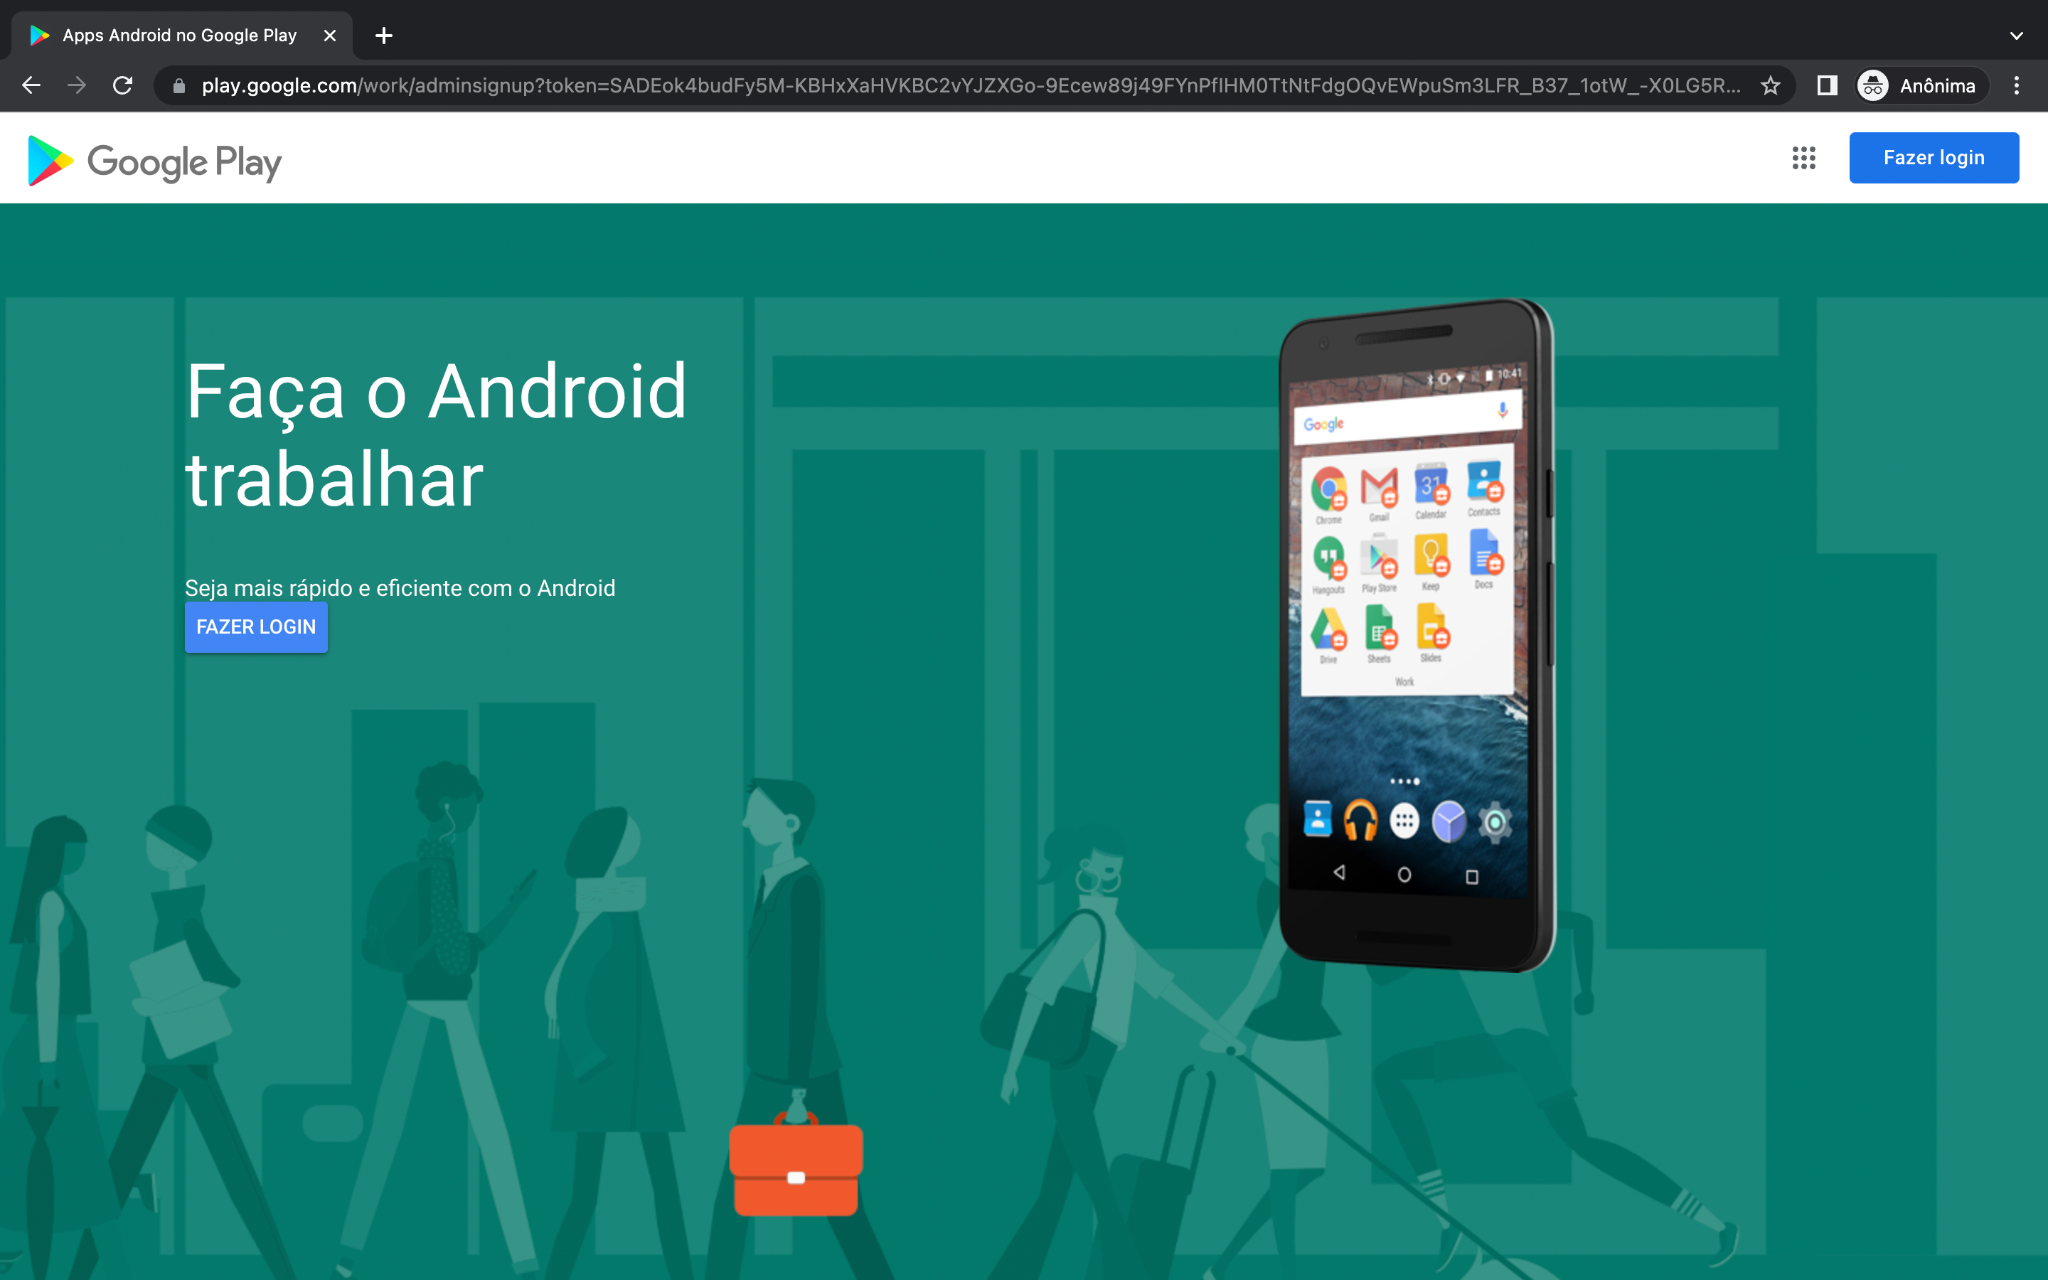 Apps Android no Google Play
play.google.com/work/adminsignup?token=SADEok4budFy5M-KBHxXaHVKBC2vYJZXGo-9Ecew89j49FYnPflHM0TtNtFdgOQvEWpuSm3LFR_B37_1otW_-X0LG5R...
Anônima
Google Play
Fazer login
Faça o Android
trabalhar
Seja mais rápido e eficiente com o Android
FAZER LOGIN
10:41
Google
31
Chrome Gmail Calendar Contacts
Hangouts Play Store Keep Docs
Drive Sheets Slides
Work